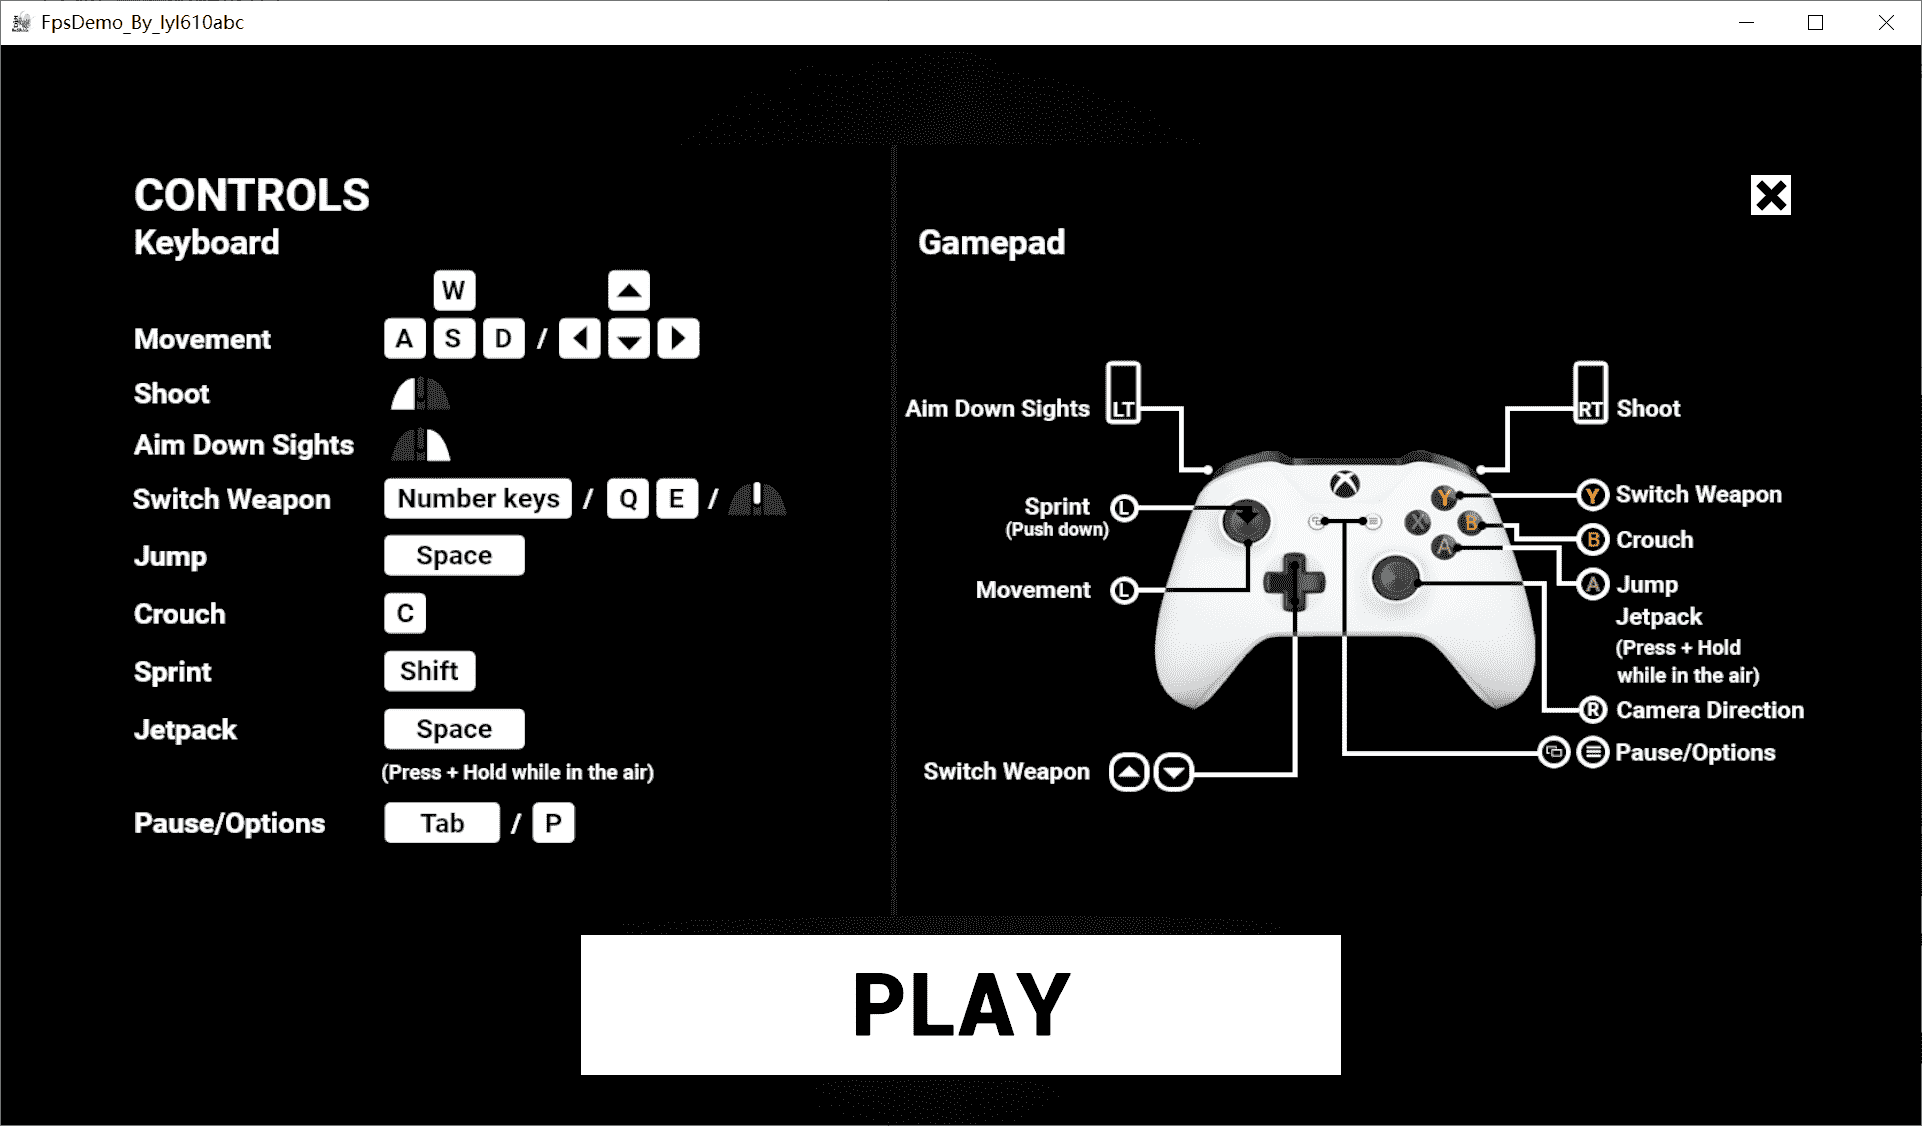 FpsDemo_By_lyl610abc
CONTROLS
Keyboard
W
Movement A S D /
Shoot
Aim Down Sights
Switch Weapon Number keys / Q E /
Jump Space
Crouch C
Sprint Shift
Jetpack Space
(Press + Hold while in the air)
Pause/Options Tab / P
Gamepad
Aim Down Sights LT
Sprint L
(Push down)
Movement L
Switch Weapon
Y
X B
A
RT Shoot
Y Switch Weapon
B Crouch
A Jump
Jetpack
(Press + Hold
while in the air)
R Camera Direction
Pause/Options
PLAY